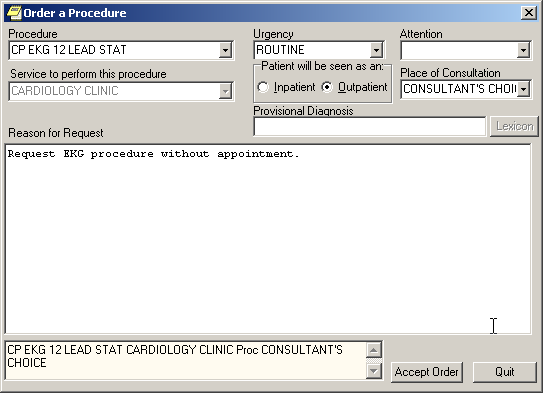 Order a Procedure
Procedure
Urgency
Attention
CP EKG 12 LEAD STAT
ROUTINE
Service to perform this procedure
Patient will be seen as an:
Place of Consultation
CARDIOLOGY CLINIC
Inpatient
Outpatient
CONSULTANT'S CHOI
Provisional Diagnosis
Lexicon
Reason for Request
Request EKG procedure without appointment.
CP EKG 12 LEAD STAT CARDIOLOGY CLINIC Proc CONSULTANT'S
CHOICE
Accept Order
Quit